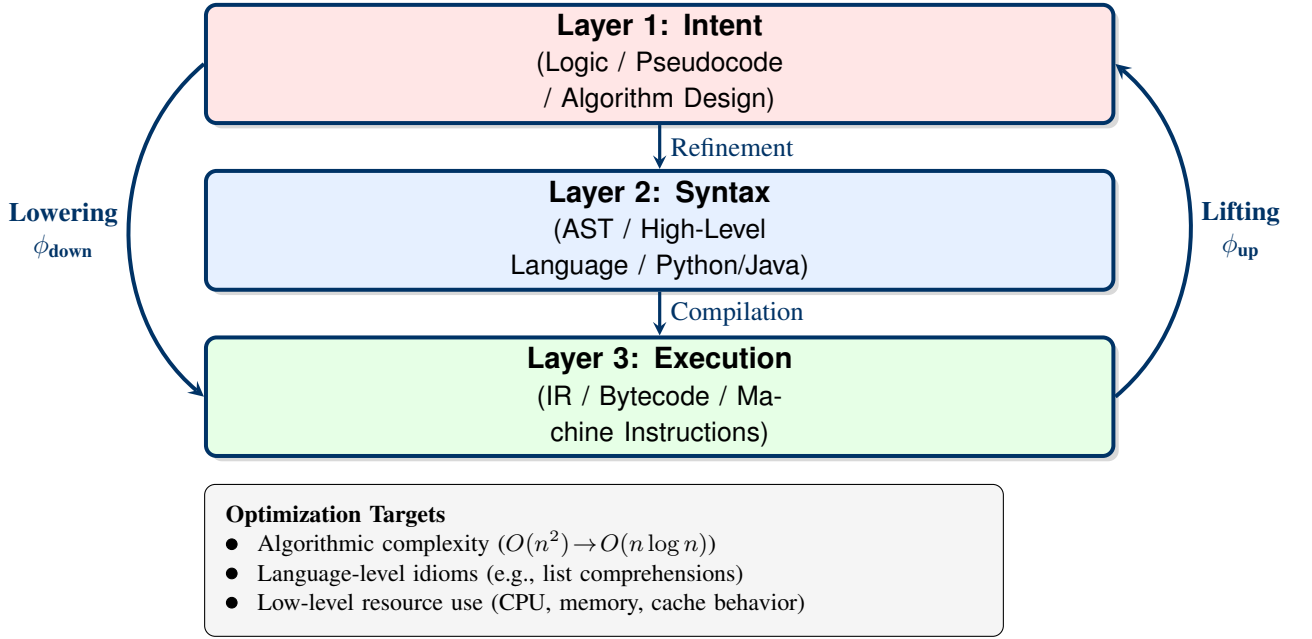 Layer 1: Intent
(Logic / Pseudocode
/ Algorithm Design)
Refinement
Layer 2: Syntax
(AST / High-Level
Language / Python/Java)
Lowering
ϕdown
Lifting
ϕup
Compilation
Layer 3: Execution
(IR / Bytecode / Ma-
chine Instructions)
Optimization Targets
● Algorithmic complexity (O(n²)→O(n log n))
● Language-level idioms (e.g., list comprehensions)
● Low-level resource use (CPU, memory, cache behavior)